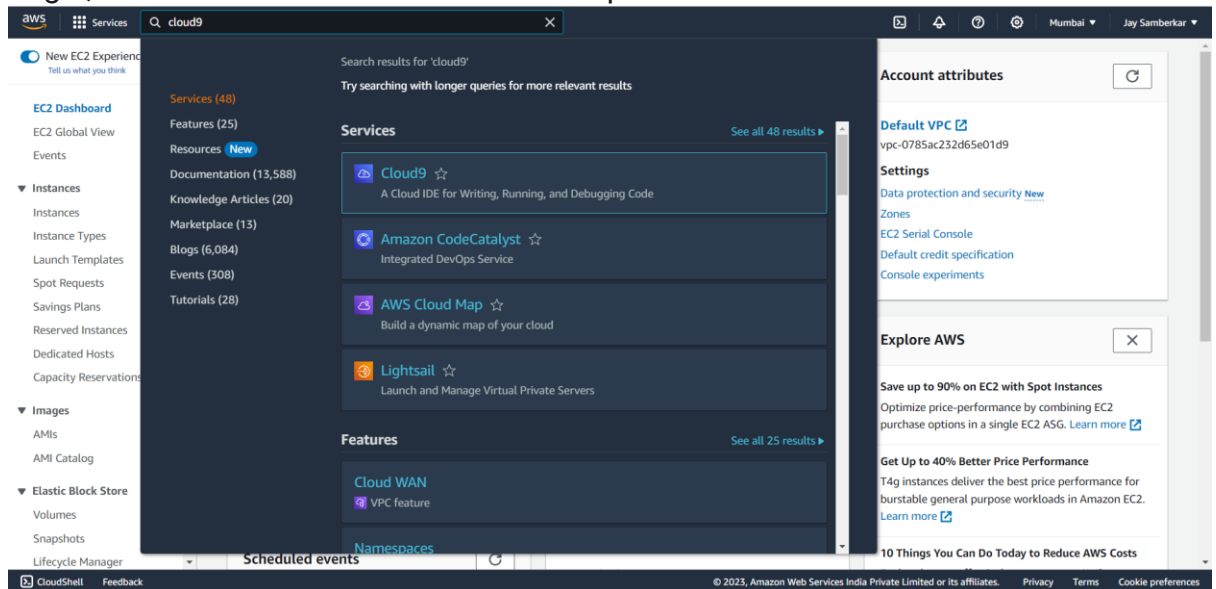 aws
Services
cloud9
Mumbai ▼
Jay Samberkar ▼
New EC2 Experienc
Tell us what you think
EC2 Dashboard
EC2 Global View
Events
▼ Instances
Instances
Instance Types
Launch Templates
Spot Requests
Savings Plans
Reserved Instances
Dedicated Hosts
Capacity Reservations
▼ Images
AMIs
AMI Catalog
▼ Elastic Block Store
Volumes
Snapshots
Lifecycle Manager
Services (48)
Features (25)
Resources New
Documentation (13,588)
Knowledge Articles (20)
Marketplace (13)
Blogs (6,084)
Events (308)
Tutorials (28)
Search results for 'cloud9'
Try searching with longer queries for more relevant results
Services
See all 48 results ▶
Cloud9 ☆
A Cloud IDE for Writing, Running, and Debugging Code
Amazon CodeCatalyst ☆
Integrated DevOps Service
AWS Cloud Map ☆
Build a dynamic map of your cloud
Lightsail ☆
Launch and Manage Virtual Private Servers
Features
See all 25 results ▶
Cloud WAN
VPC feature
Namespaces
Scheduled events
Account attributes
Default VPC
vpc-0785ac232d65e01d9
Settings
Data protection and security New
Zones
EC2 Serial Console
Default credit specification
Console experiments
Explore AWS
Save up to 90% on EC2 with Spot Instances
Optimize price-performance by combining EC2
purchase options in a single EC2 ASG. Learn more
Get Up to 40% Better Price Performance
T4g instances deliver the best price performance for
burstable general purpose workloads in Amazon EC2.
Learn more
10 Things You Can Do Today to Reduce AWS Costs
CloudShell
Feedback
© 2023, Amazon Web Services India Private Limited or its affiliates.
Privacy
Terms
Cookie preferences